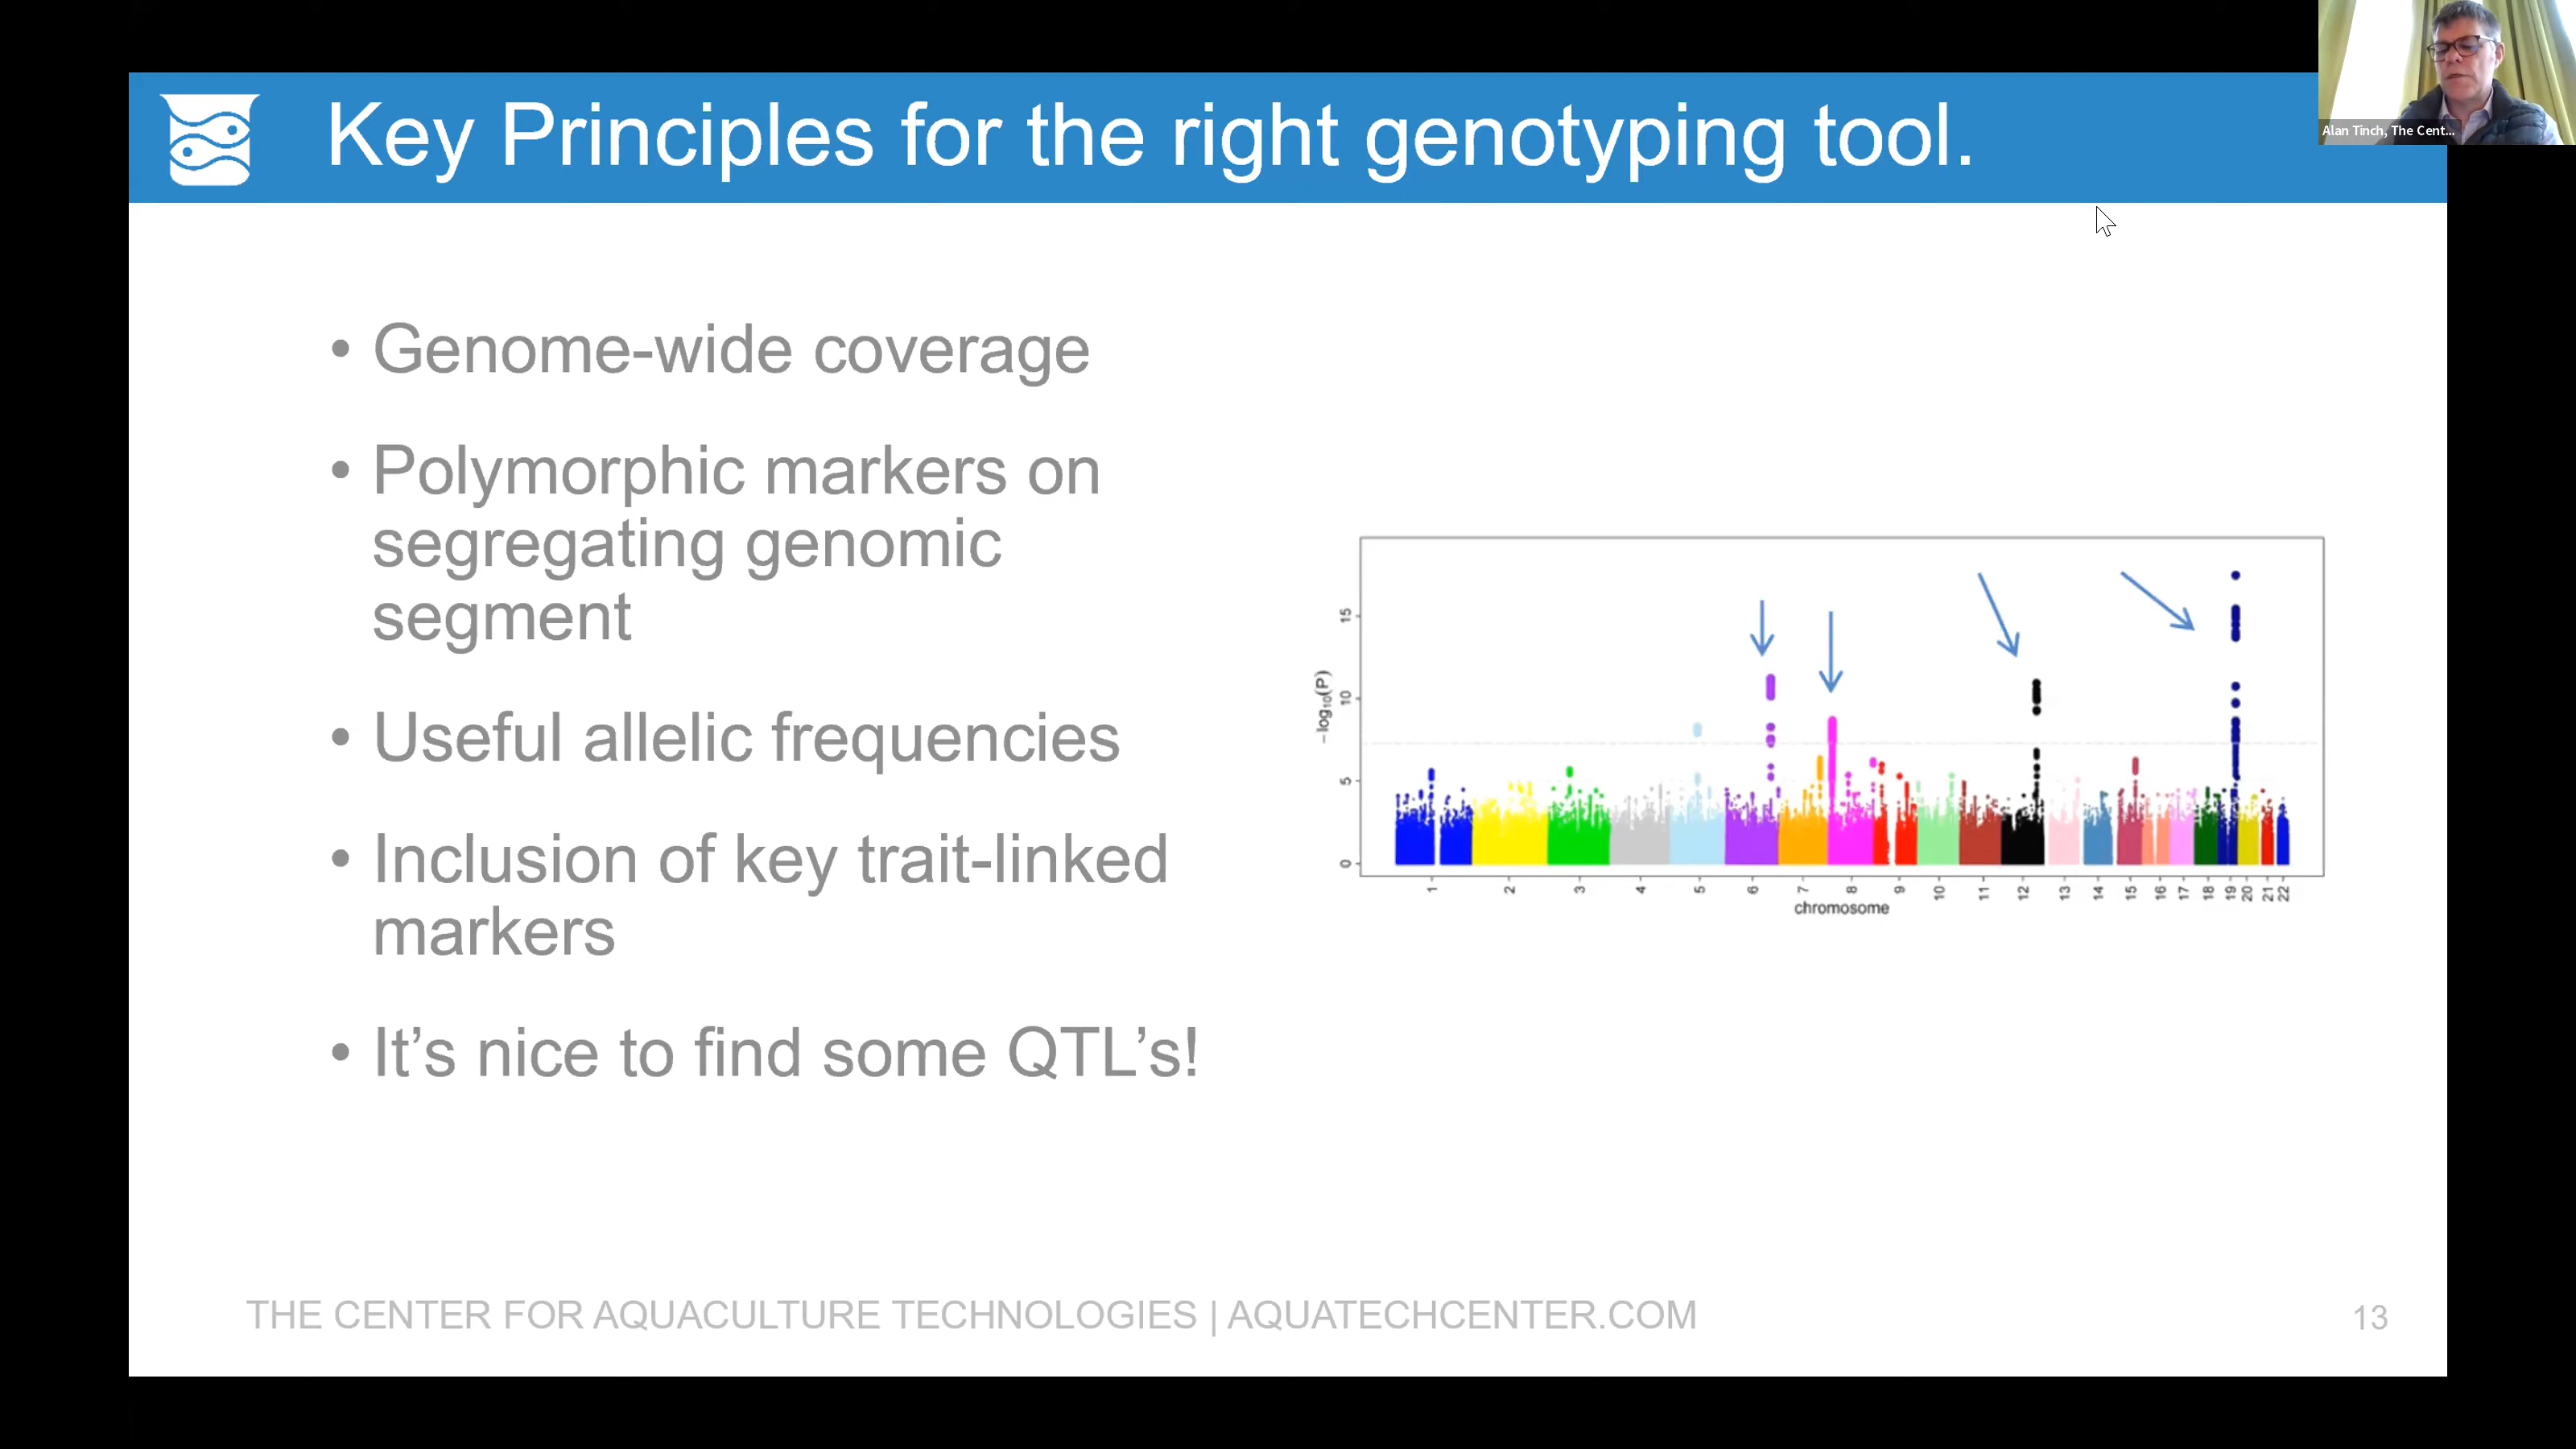 Key Principles for the right genotyping tool.
Alan Tinch, The Cent...
• Genome-wide coverage
• Polymorphic markers on
segregating genomic
segment
• Useful allelic frequencies
• Inclusion of key trait-linked
markers
• It’s nice to find some QTL’s!
−log10(P)
15
10
5
0
1 2 3 4 5 6 7 8 9 10 11 12 13 14 15 16 17 18 19 20 21 22
chromosome
THE CENTER FOR AQUACULTURE TECHNOLOGIES | AQUATECHCENTER.COM
13